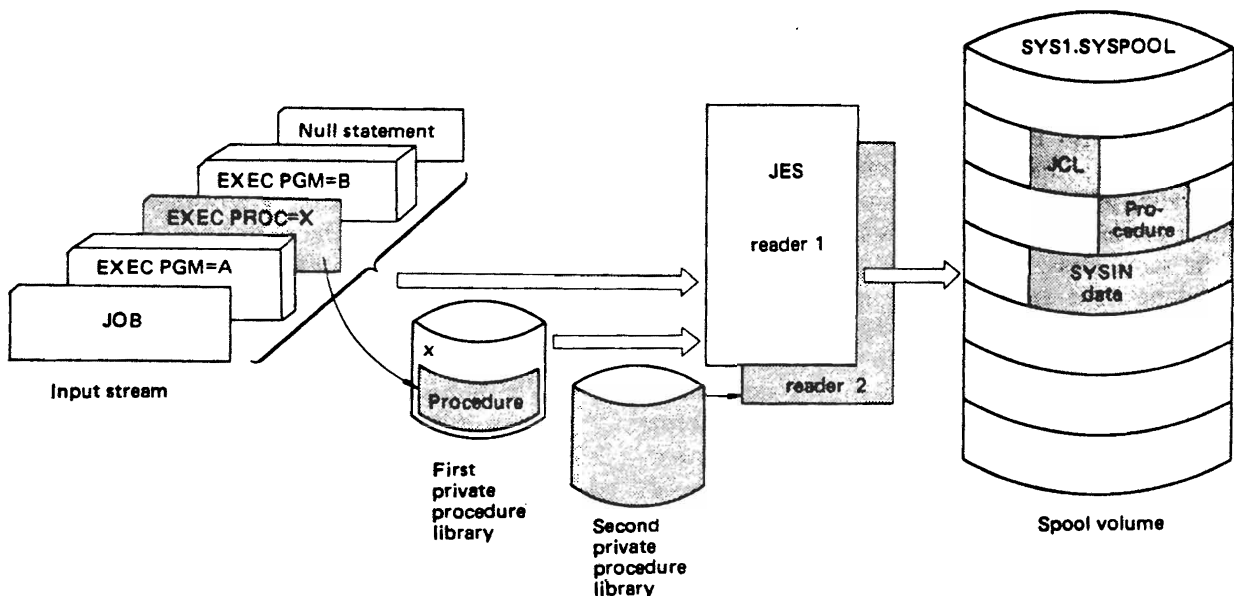 Null statement
EXEC PGM=B
EXEC PROC=X
EXEC PGM=A
JOB
Input stream
x
Procedure
First
private
procedure
library
Second
private
procedure
library
JES
reader 1
reader 2
SYS1.SYSPOOL
JCL
Pro-
cedure
SYSIN
data
Spool volume